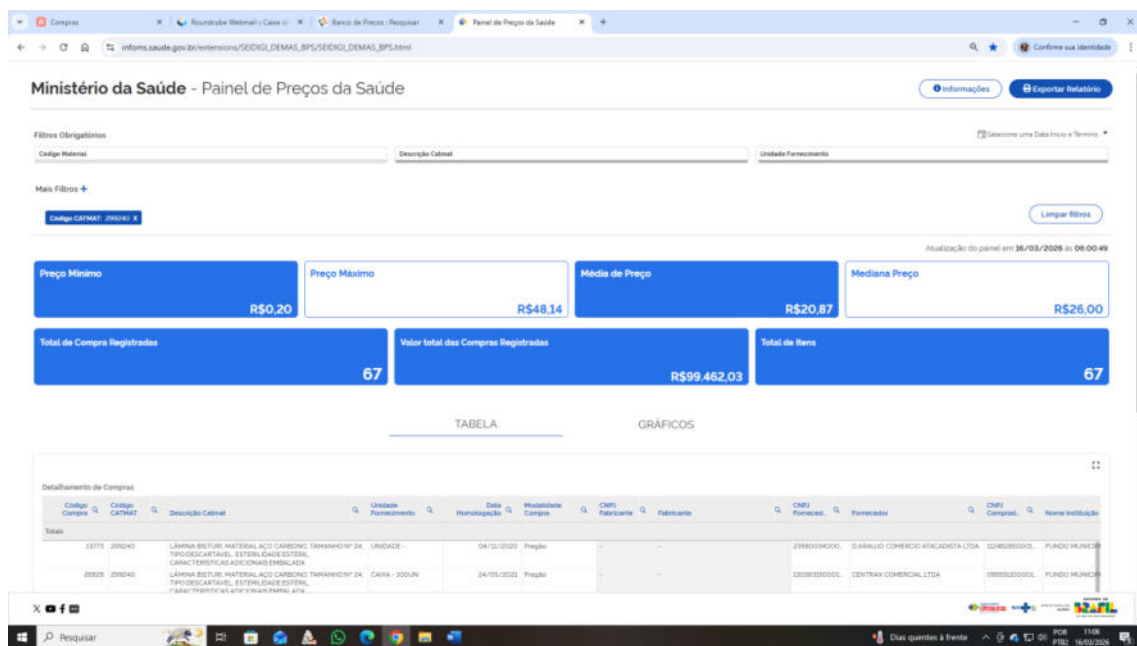 Compras
Roundcube Webmail :: Caixa
Banco de Preços | Pesquisar
Painel de Preços da Saúde
infoms.saude.gov.br/extensions/SEIDIGI_DEMAS_BPS/SEIDIGI_DEMAS_BPS.html
Confirme sua identidade
Ministério da Saúde - Painel de Preços da Saúde
Informações
Exportar Relatório
Filtros Obrigatórios
Selecione uma Data Inicio e Termino
Código Material
Descrição Catmat
Unidade Fornecimento
Mais Filtros +
Código CATMAT: 299240 X
Limpar filtros
Atualização do painel em 16/03/2026 às 06:00:49
Preço Mínimo
R$0,20
Preço Máximo
R$48,14
Média de Preço
R$20,87
Mediana Preço
R$26,00
Total de Compra Registradas
67
Valor total das Compras Registradas
R$99.462,03
Total de Itens
67
TABELA
GRÁFICOS
Detalhamento de Compras
Código Compra
Código CATMAT
Descrição Catmat
Unidade Fornecimento
Data Homologação
Modalidade Compra
CNPJ Fabricante
Fabricante
CNPJ Forneced..
Fornecedor
CNPJ Comprad..
Nome Instituição
Totais
299240
LÂMINA BISTURI, MATERIAL AÇO CARBONO, TAMANHO Nº 24,
TIPO DESCARTÁVEL, ESTERILIDADE ESTÉRIL,
CARACTERÍSTICAS ADICIONAIS EMBALADA
UNIDADE -
04/11/2020
Pregão
D ARAUJO COMERCIO ATACADISTA LTDA
FUNDO MUNICIP
299240
LÂMINA BISTURI, MATERIAL AÇO CARBONO, TAMANHO Nº 24,
TIPO DESCARTÁVEL, ESTERILIDADE ESTÉRIL,
CARACTERÍSTICAS ADICIONAIS EMBALADA
CAIXA - 100UN
24/05/2021
Pregão
CENTRAX COMERCIAL LTDA
FUNDO MUNICIP
BRASIL
Pesquisar
Dias quentes à frente
POR
PTB2
11:06
16/03/2026